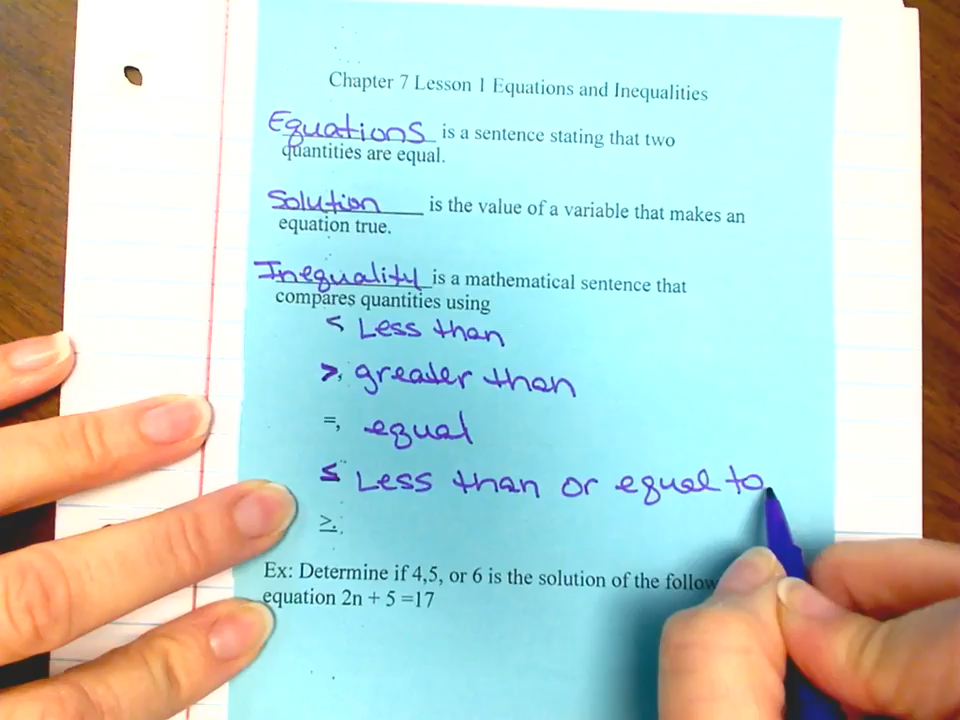 Chapter 7 Lesson 1 Equations and Inequalities
Equations is a sentence stating that two
quantities are equal.
Solution is the value of a variable that makes an
equation true.
Inequality is a mathematical sentence that
compares quantities using
< Less than
>, greater than
=, equal
≤ Less than or equal to
≥.
Ex: Determine if 4,5, or 6 is the solution of the
equation 2n + 5 =17